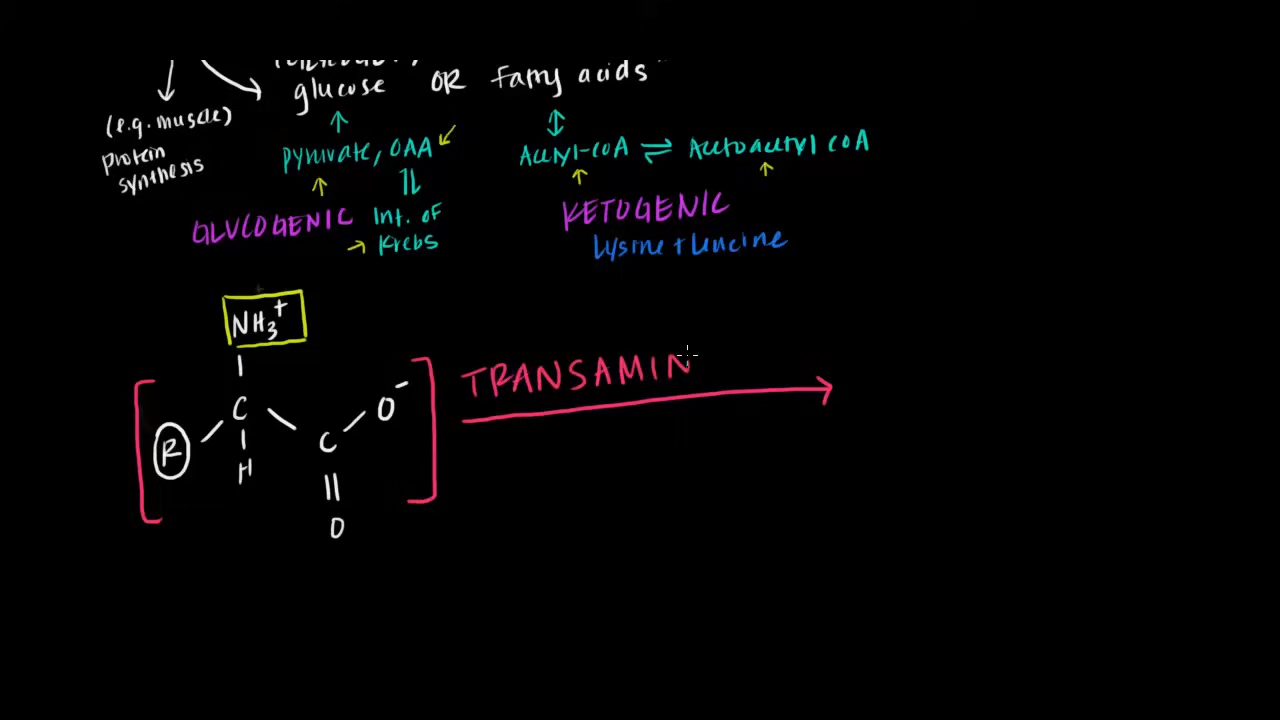 glucose OR fatty acids
(e.g. muscle)
protein
synthesis
Pyruvate, OAA
Acetyl-CoA ⇌ Acetoacetyl CoA
GLUCOGENIC
Int. of
Krebs
KETOGENIC
Lysine + Leucine
NH3+
TRANSAMIN
C
O-
R
C
H
O